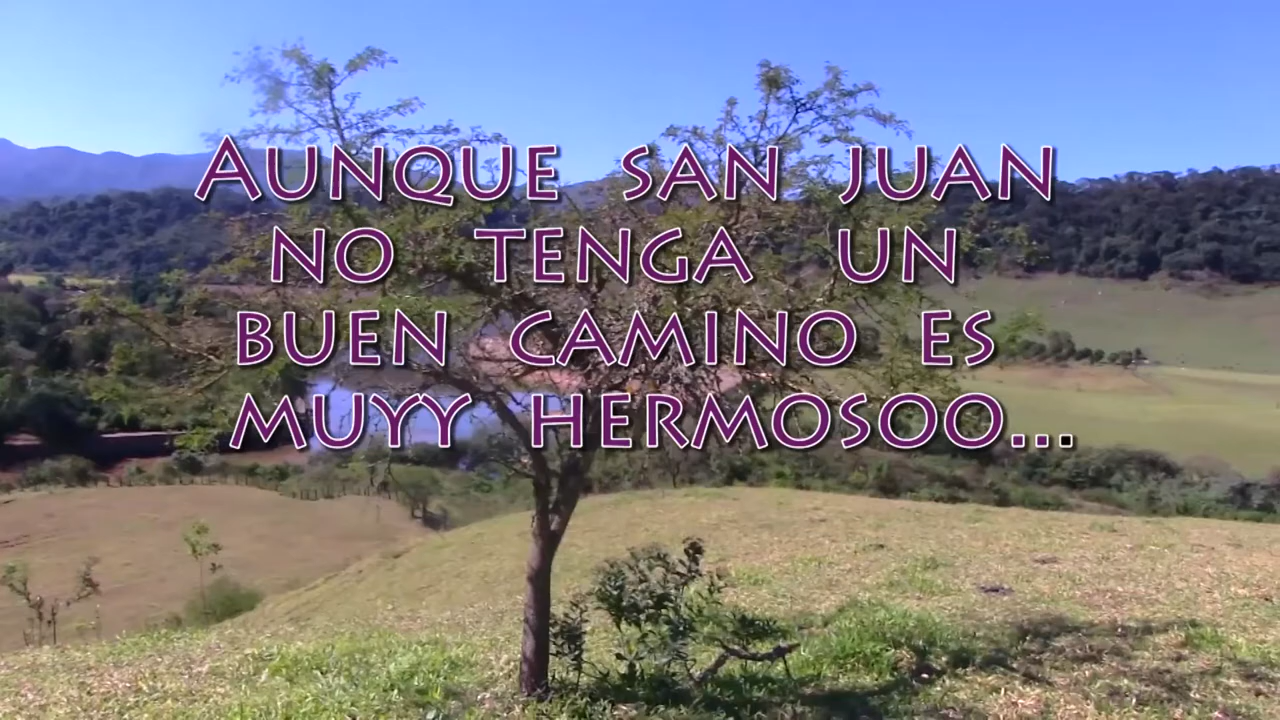 AUNQUE SAN JUAN
NO TENGA UN
BUEN CAMINO ES
MUYY HERMOSOO...